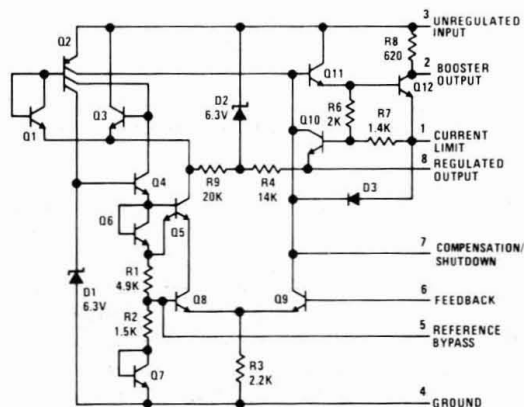 3 UNREGULATED
INPUT
R8
620
2 BOOSTER
OUTPUT
Q2
Q11
Q12
D2
6.3V
Q10
R6
2K
R7
1.4K
1 CURRENT
LIMIT
Q1
Q3
8 REGULATED
OUTPUT
R9
20K
R4
14K
Q4
D3
Q6
Q5
7 COMPENSATION/
SHUTDOWN
R1
4.9K
D1
6.3V
Q8
Q9
6 FEEDBACK
R2
1.5K
5 REFERENCE
BYPASS
R3
2.2K
Q7
4 GROUND